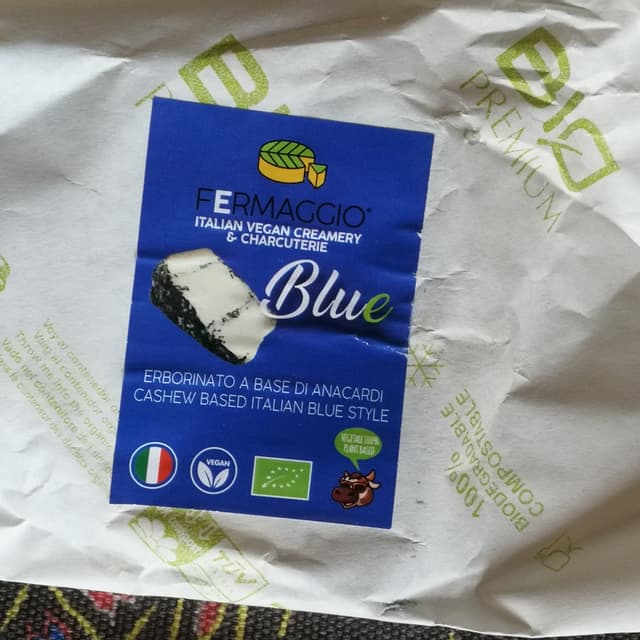 BIO
PREMIUM
FERMAGGIO®
ITALIAN VEGAN CREAMERY
& CHARCUTERIE
Blue
ERBORINATO A BASE DI ANACARDI
CASHEW BASED ITALIAN BLUE STYLE
VEGAN
VEGETALE 100%
PLANT BASED
100%
BIODEGRADABLE
COMPOSTABLE